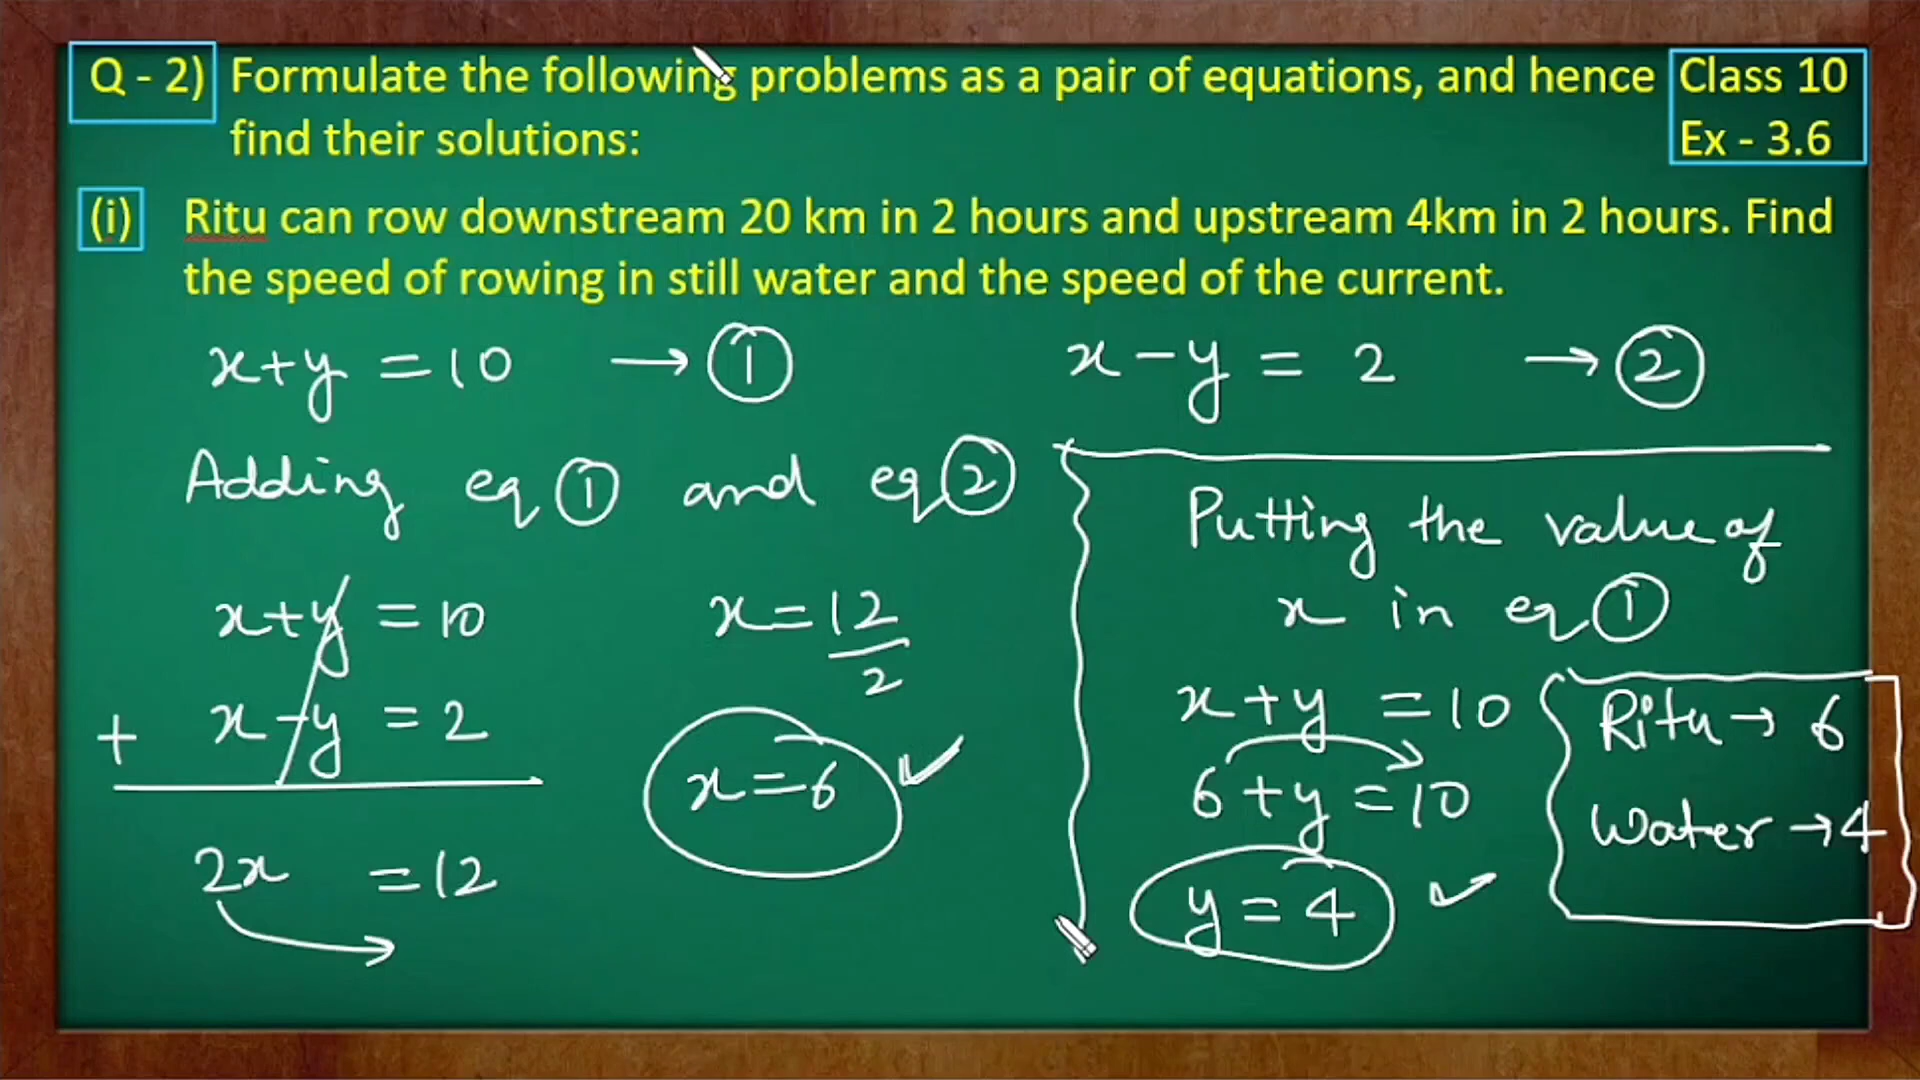 Q - 2) Formulate the following problems as a pair of equations, and hence
find their solutions:
Class 10
Ex - 3.6
(i) Ritu can row downstream 20 km in 2 hours and upstream 4km in 2 hours. Find
the speed of rowing in still water and the speed of the current.
x+y = 10 → ①
x - y = 2 → ②
Adding eq ① and eq ②
x+y = 10
+ x-y = 2
2x = 12
x = 12/2
x = 6 ✓
Putting the value of
x in eq ①
x+y = 10
6+y = 10
y = 4 ✓
Ritu → 6
Water → 4